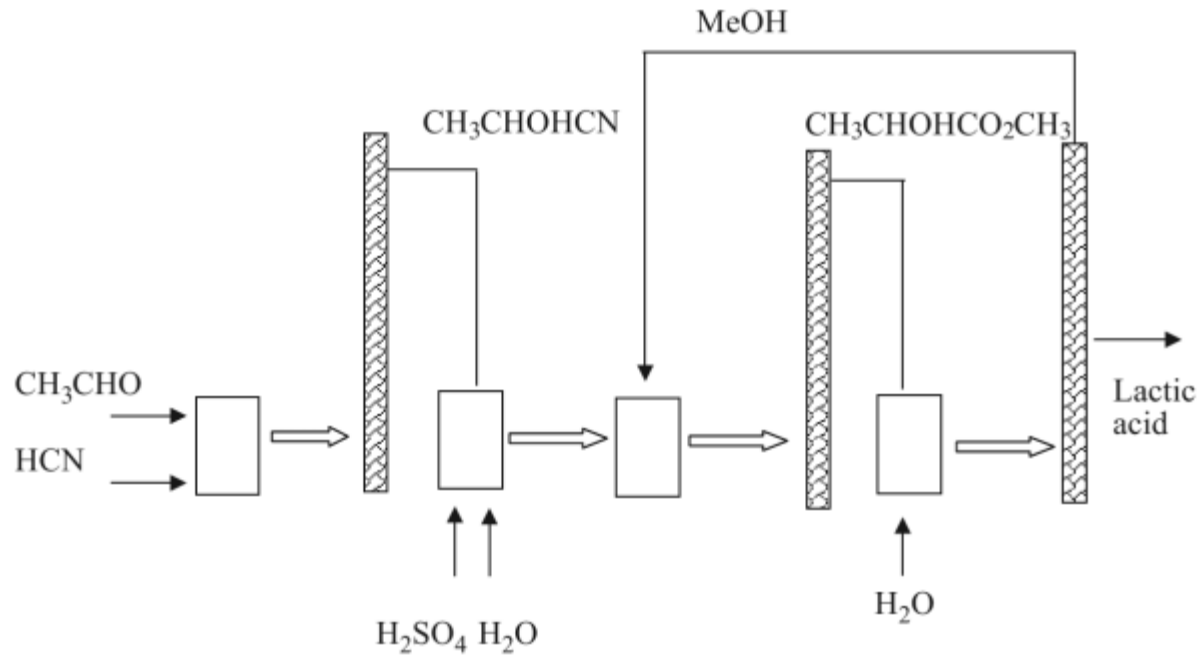 MeOH
CH₃CHOHCN
CH₃CHOHCO₂CH₃
CH₃CHO
HCN
Lactic
acid
H₂SO₄ H₂O
H₂O